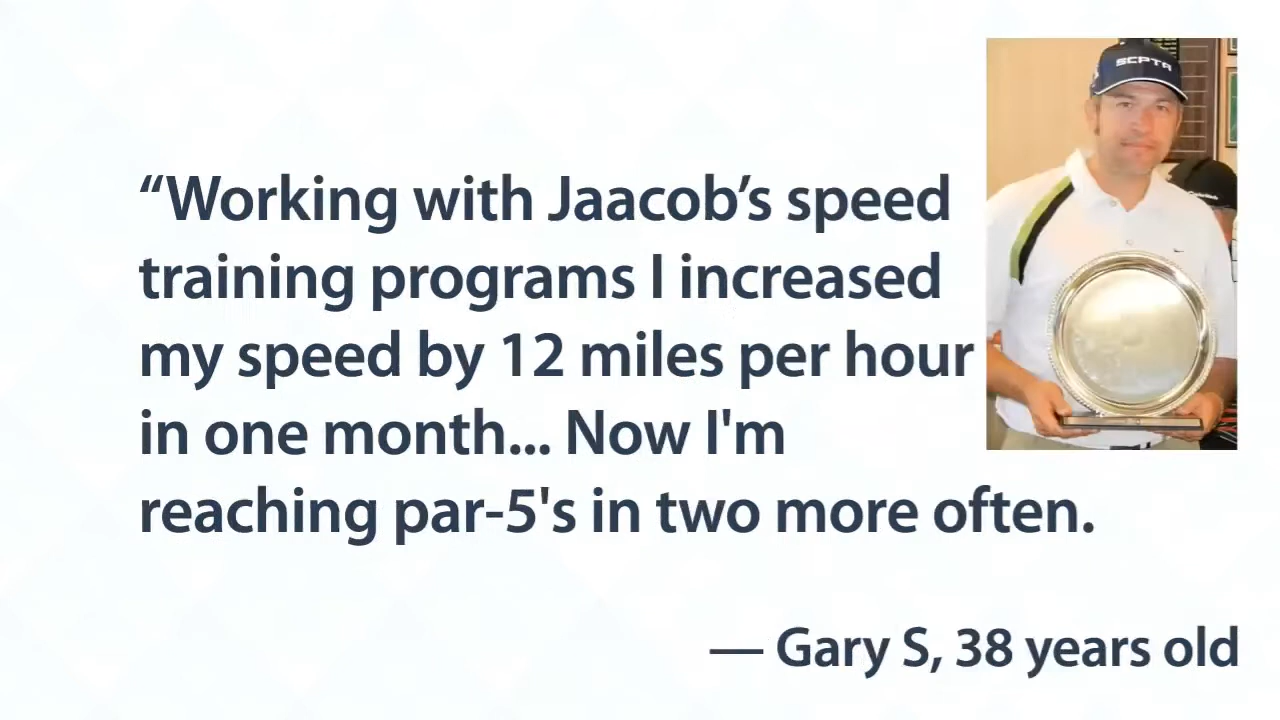 SCPTA
“Working with Jaacob’s speed
training programs I increased
my speed by 12 miles per hour
in one month... Now I'm
reaching par-5's in two more often.
— Gary S, 38 years old